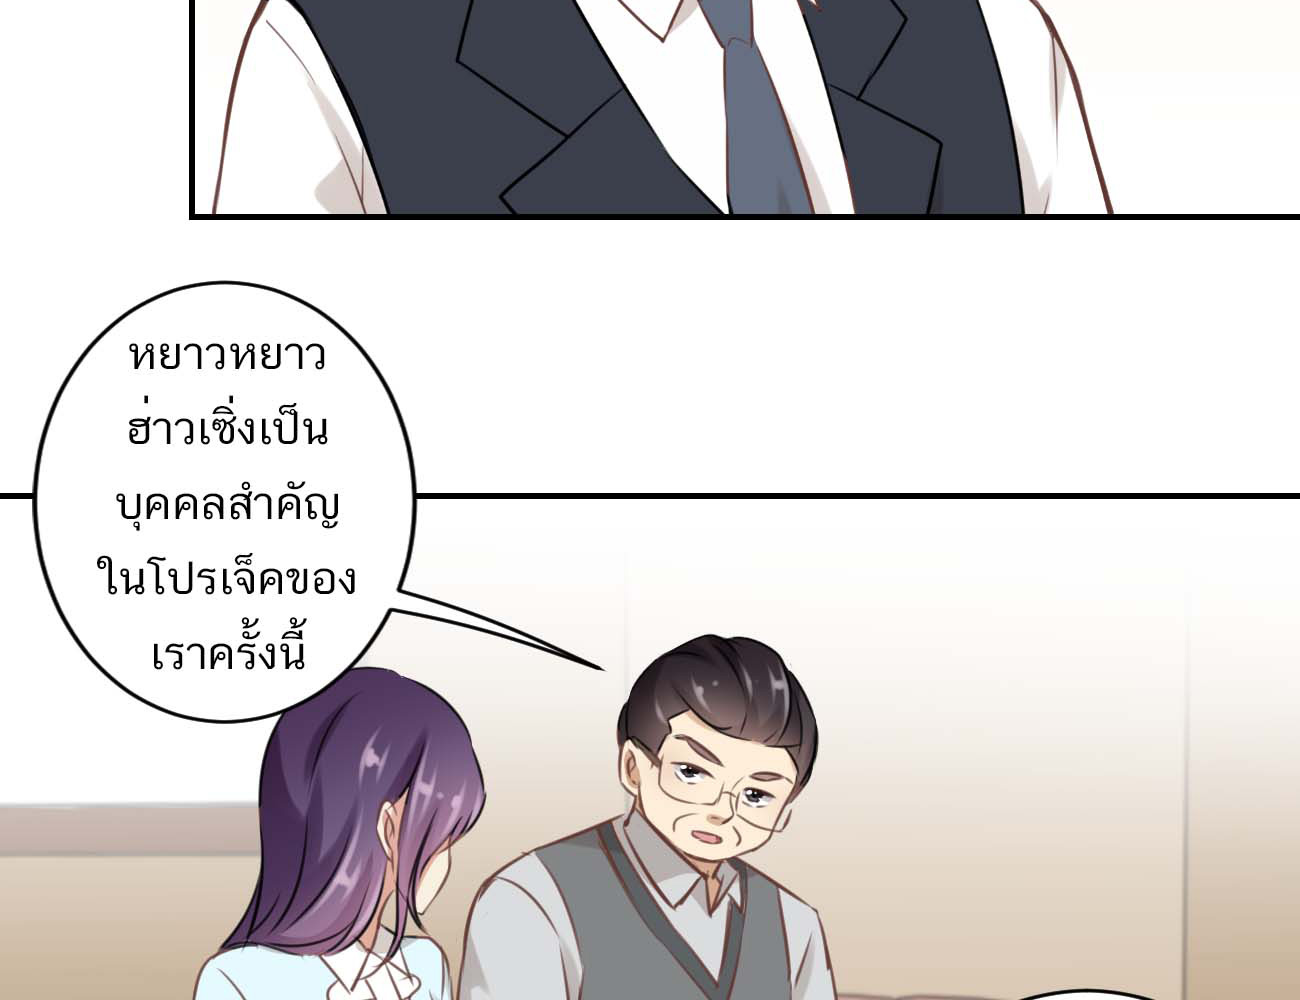 หยาวหยาว
ฮ่าวเซิ่งเป็น
บุคคลสำคัญ
ในโปรเจ็คของ
เราครั้งนี้